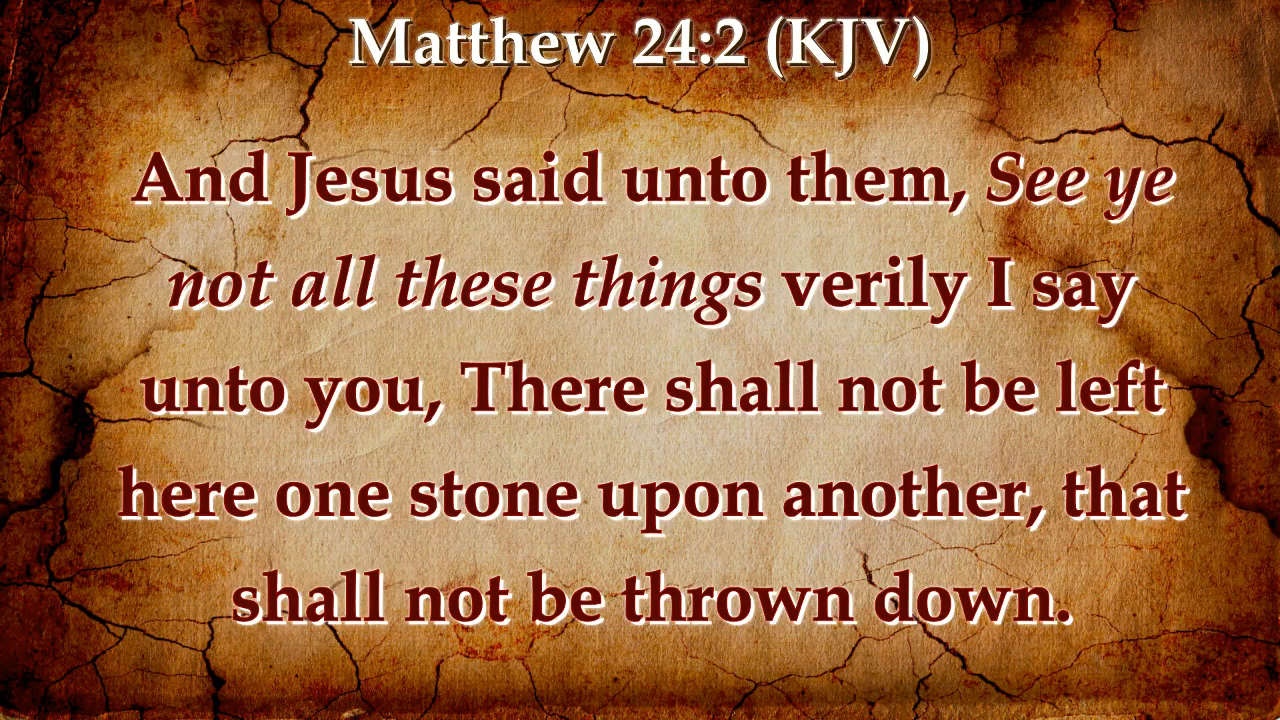 Matthew 24:2 (KJV)
And Jesus said unto them, See ye
not all these things verily I say
unto you, There shall not be left
here one stone upon another, that
shall not be thrown down.